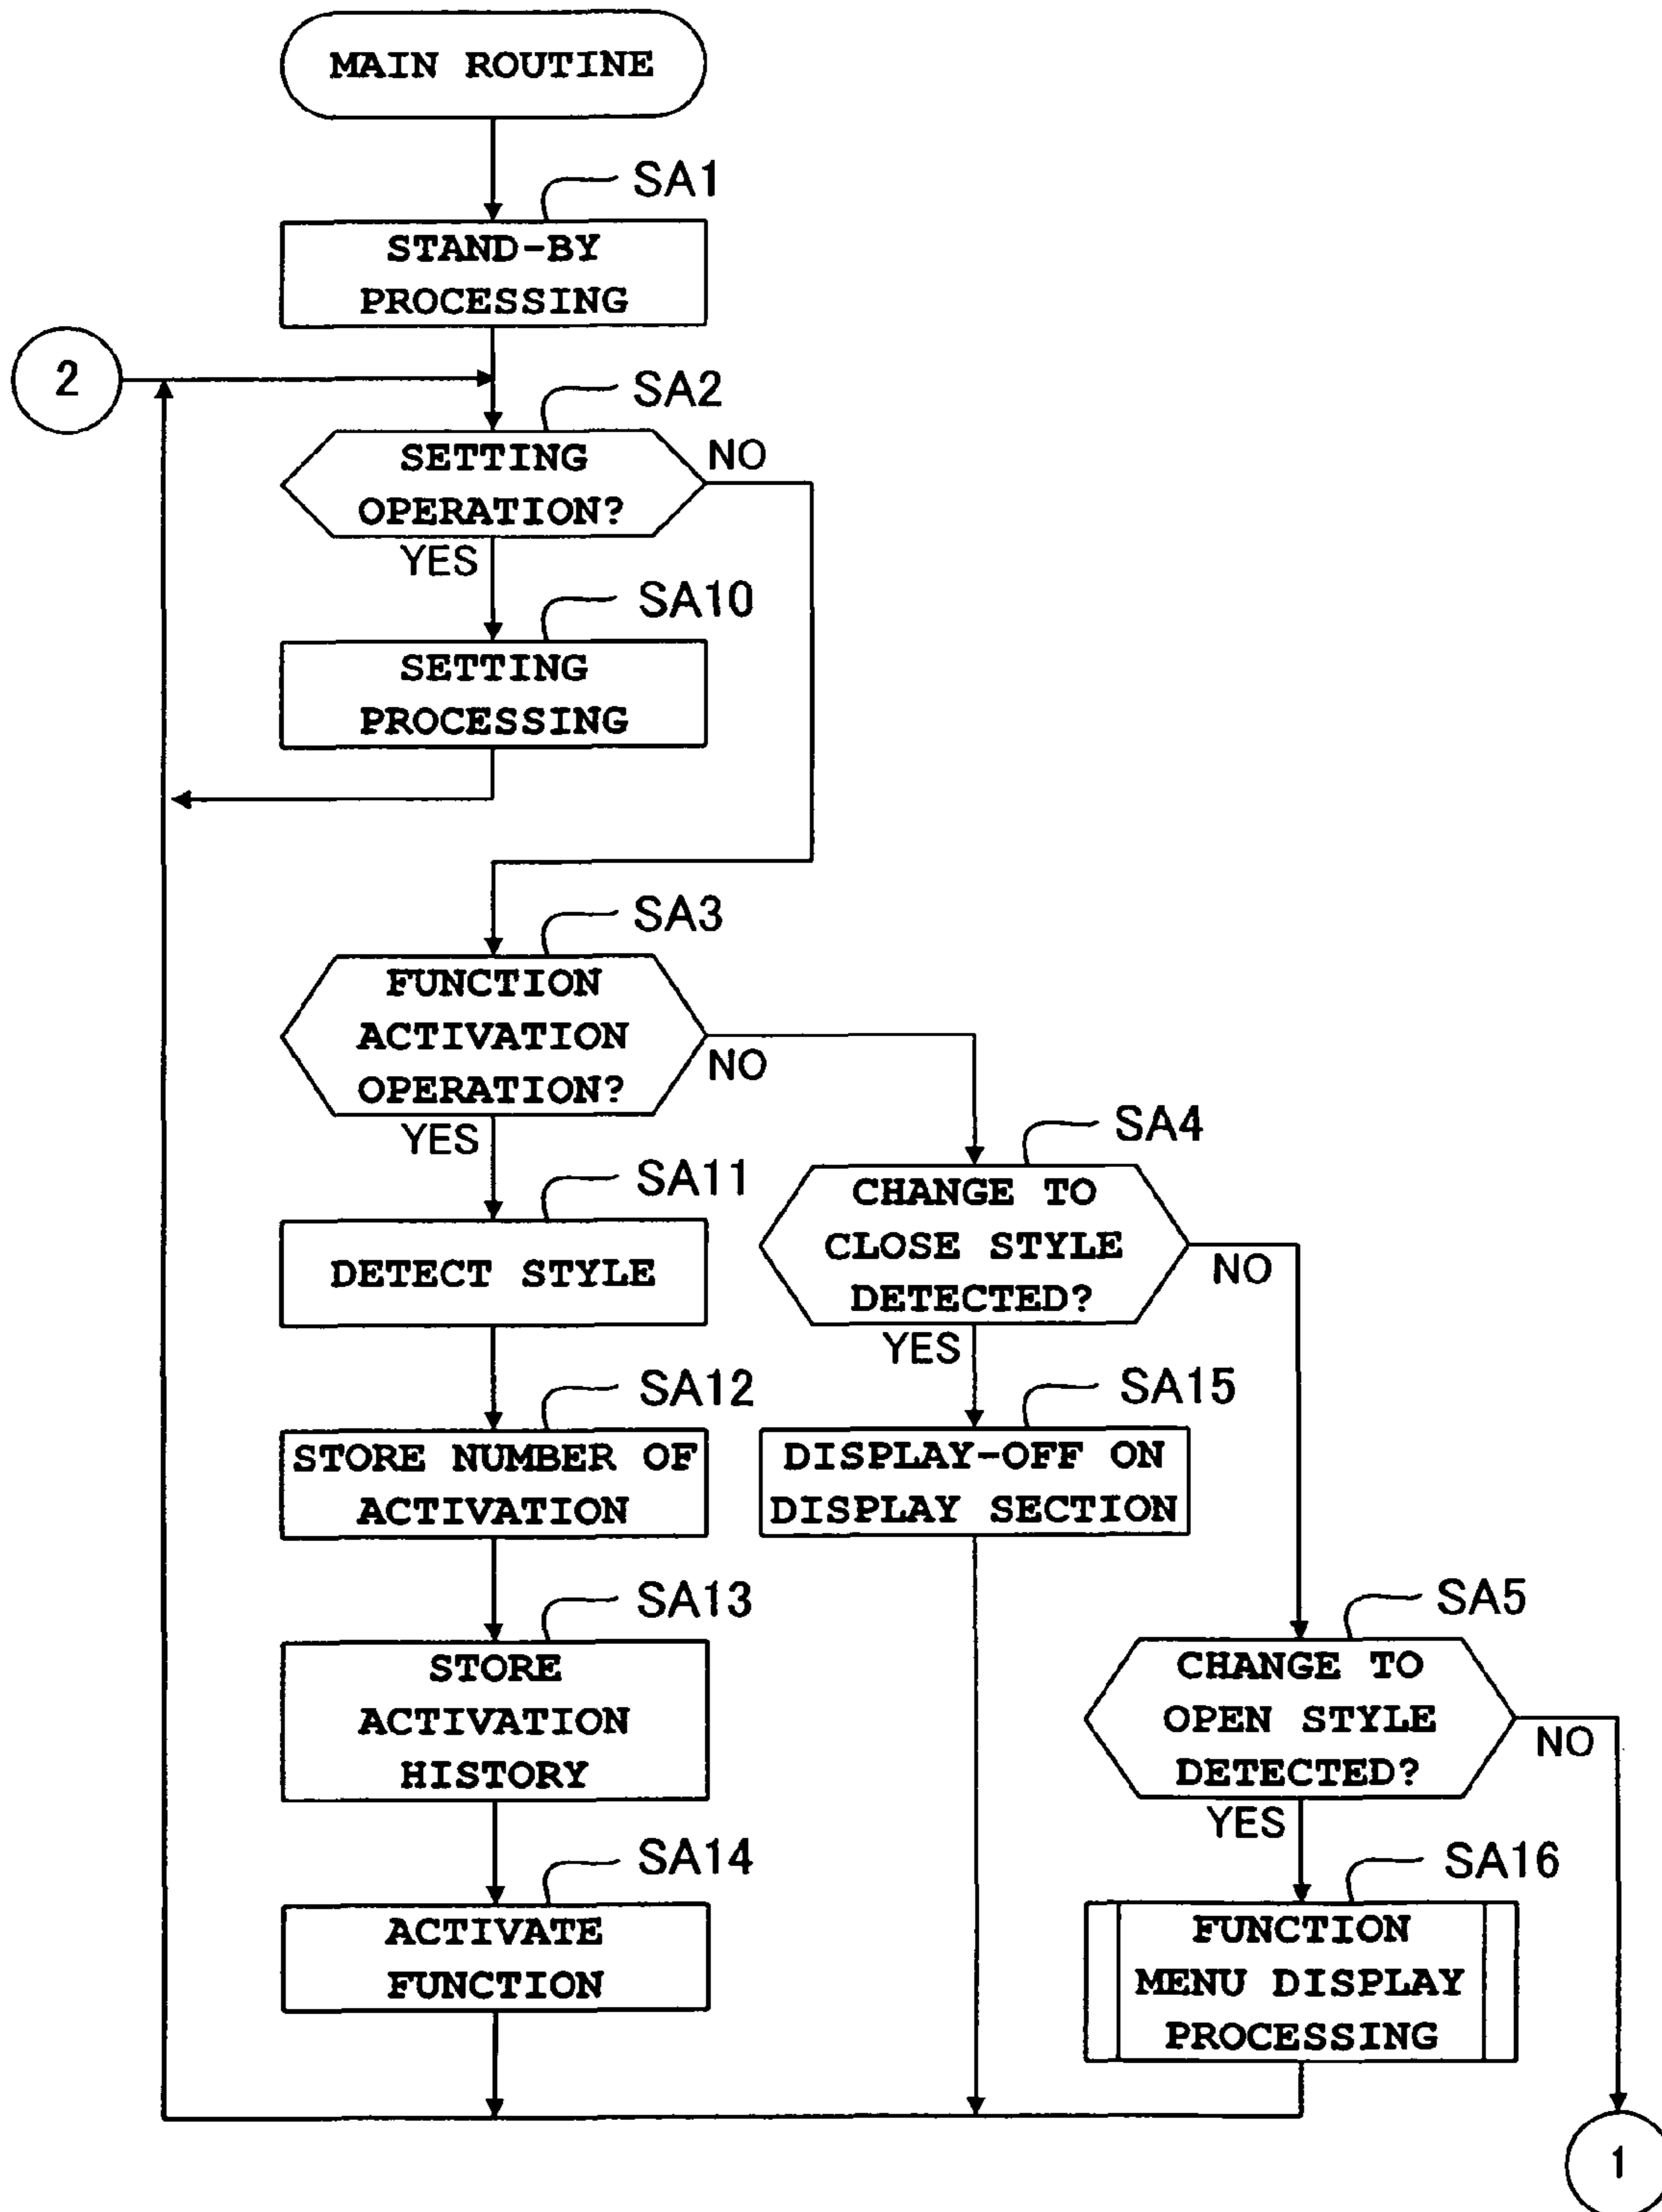 MAIN ROUTINE
SA1
STAND-BY
PROCESSING
2
SA2
SETTING
OPERATION?
NO
YES
SA10
SETTING
PROCESSING
SA3
FUNCTION
ACTIVATION
OPERATION?
NO
YES
SA4
CHANGE TO
CLOSE STYLE
DETECTED?
NO
YES
SA11
DETECT STYLE
SA12
STORE NUMBER OF
ACTIVATION
SA15
DISPLAY-OFF ON
DISPLAY SECTION
SA13
STORE
ACTIVATION
HISTORY
SA5
CHANGE TO
OPEN STYLE
DETECTED?
NO
YES
SA14
ACTIVATE
FUNCTION
SA16
FUNCTION
MENU DISPLAY
PROCESSING
1